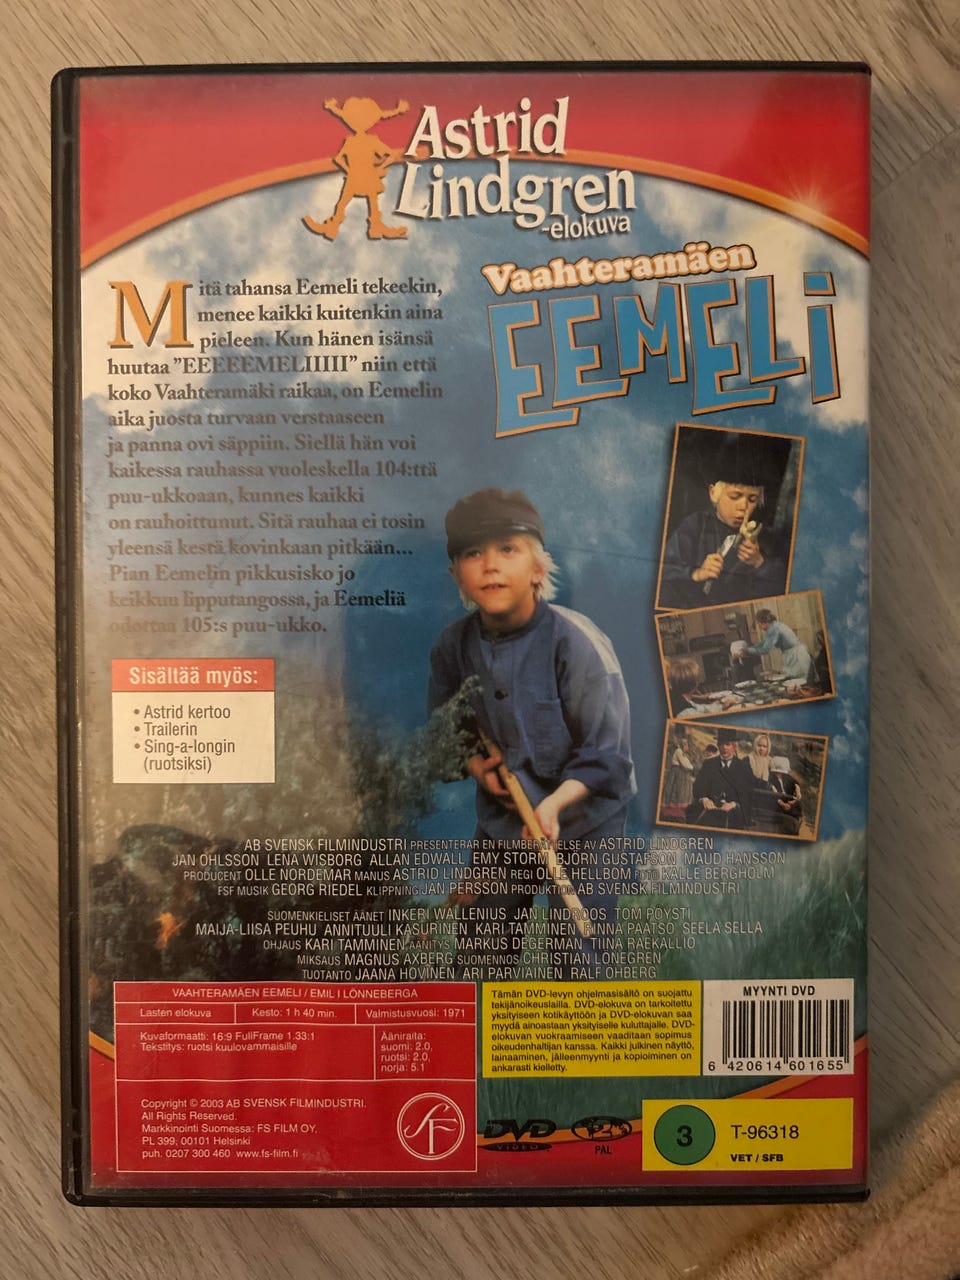 Astrid
Lindgren
-elokuva
Vaahteramäen
EEMELI
Mitä tahansa Eemeli tekeekin,
menee kaikki kuitenkin aina
pieleen. Kun hänen isänsä
huutaa ”EEEEEMELIIIII” niin että
koko Vaahteramäki raikaa, on Eemelin
aika juosta turvaan verstaaseen
ja panna ovi säppiin. Siellä hän voi
kaikessa rauhassa vuoleskella 104:ttä
puu-ukkoaan, kunnes kaikki
on rauhoittunut. Sitä rauhaa ei tosin
yleensä kestä kovinkaan pitkään...
Pian Eemelin pikkusisko jo
keikkuu lipputangossa, ja Eemeliä
odottaa 105:s puu-ukko.
Sisältää myös:
• Astrid kertoo
• Trailerin
• Sing-a-longin
(ruotsiksi)
AB SVENSK FILMINDUSTRI PRESENTERAR EN FILMBERÄTTELSE AV ASTRID LINDGREN
JAN OHLSSON LENA WISBORG ALLAN EDWALL EMY STORM BJÖRN GUSTAFSON MAUD HANSSON
PRODUCENT OLLE NORDEMAR MANUS ASTRID LINDGREN REGI OLLE HELLBOM FOTO KALLE BERGHOLM
FSF MUSIK GEORG RIEDEL KLIPPNING JAN PERSSON PRODUKTION AB SVENSK FILMINDUSTRI
SUOMENKIELISET ÄÄNET INKERI WALLENIUS JAN LINDROOS TOM PÖYSTI
MAIJA-LIISA PEUHU ANNITUULI KASURINEN KARI TAMMINEN RINNA PAATSO SEELA SELLA
OHJAUS KARI TAMMINEN ÄÄNITYS MARKUS DEGERMAN TIINA RAEKALLIO
MIKSAUS MAGNUS AXBERG SUOMENNOS CHRISTIAN LONEGREN
TUOTANTO JAANA HOVINEN ARI PARVIAINEN RALF OHBERG
VAAHTERAMÄEN EEMELI / EMIL I LÖNNEBERGA
Lasten elokuva Kesto: 1 h 40 min. Valmistusvuosi: 1971
Kuvaformaatti: 16:9 FullFrame 1.33:1
Tekstitys: ruotsi kuulovammaisille
Ääniraita:
suomi: 2.0,
ruotsi: 2.0,
norja: 5.1
Copyright © 2003 AB SVENSK FILMINDUSTRI.
All Rights Reserved.
Markkinointi Suomessa: FS FILM OY,
PL 399, 00101 Helsinki
puh. 0207 300 460 www.fs-film.fi
SF
Tämän DVD-levyn ohjelmasisältö on suojattu
tekijänoikeuslailla. DVD-elokuva on tarkoitettu
yksityiseen kotikäyttöön ja DVD-elokuvan saa
myydä ainoastaan yksityiselle kuluttajalle. DVD-
elokuvan vuokraamiseen vaaditaan sopimus
oikeudenhaltijan kanssa. Kaikki julkinen näyttö,
lainaaminen, jälleenmyynti ja kopioiminen on
ankarasti kielletty.
MYYNTI DVD
6 420614 601655
DVD
VIDEO
2
PAL
3
T-96318
VET / SFB